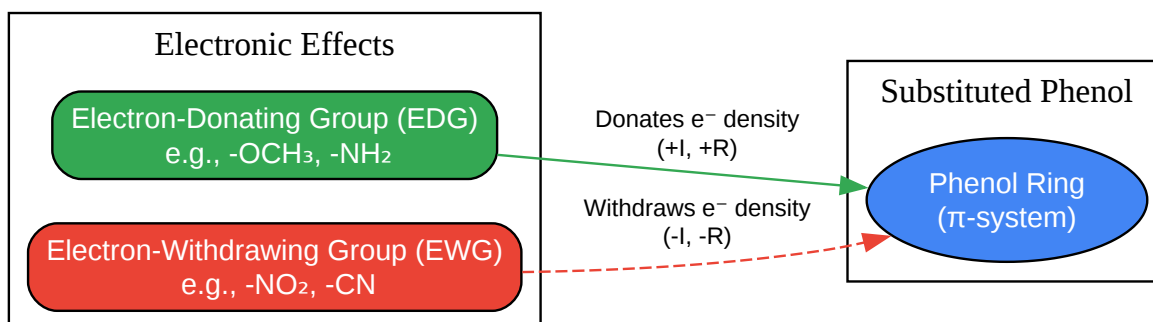 Electronic Effects
Electron-Donating Group (EDG)
e.g., -OCH₃, -NH₂
Electron-Withdrawing Group (EWG)
e.g., -NO₂, -CN
Donates e⁻ density
(+I, +R)
Withdraws e⁻ density
(-I, -R)
Substituted Phenol
Phenol Ring
(π-system)